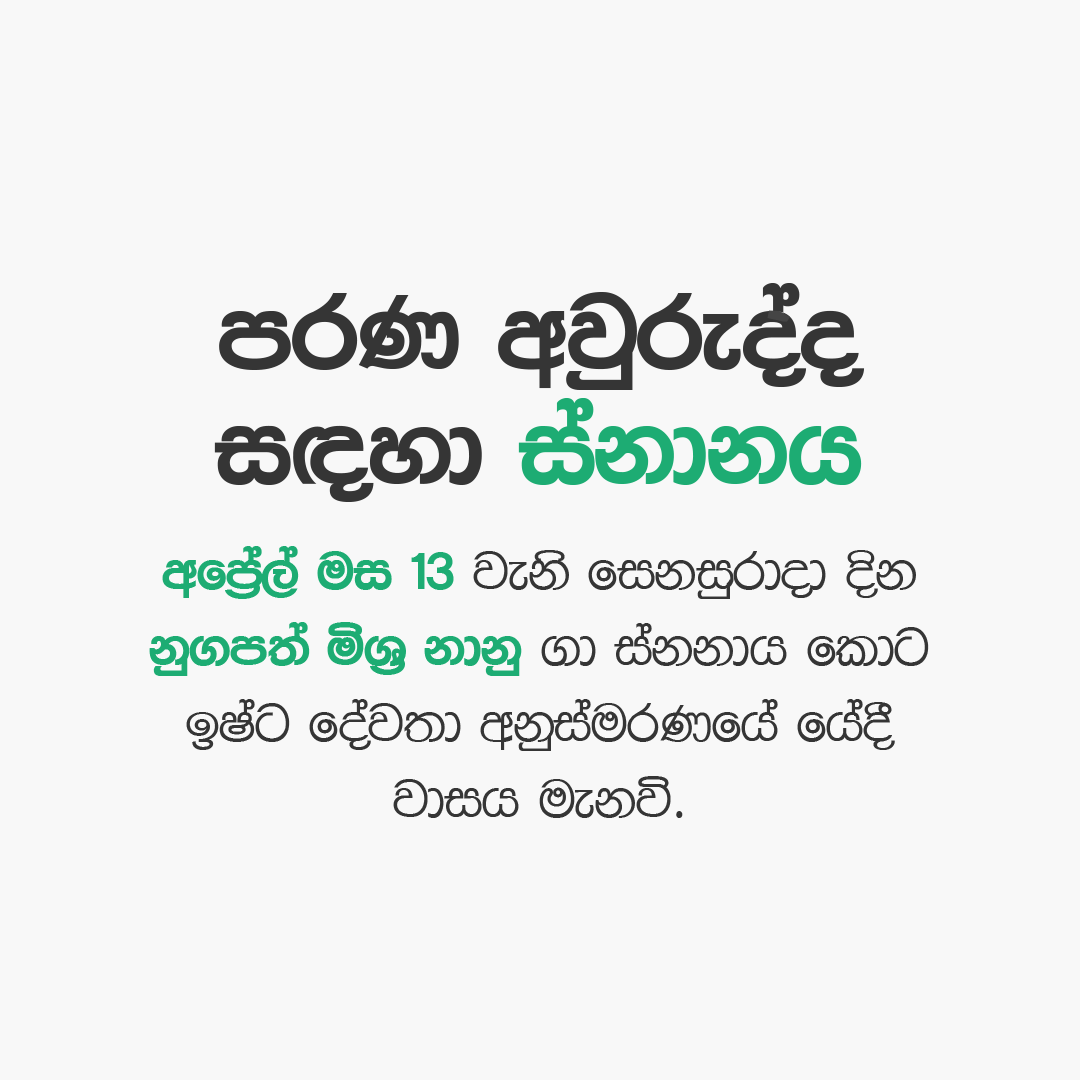 පරණ අවුරුද්ද
සඳහා ස්නානය
අප්‍රේල් මස 13 වැනි සෙනසුරාදා දින
නුගපත් මිශ්‍ර නානු ගා ස්නනාය කොට
ඉෂ්ට දේවතා අනුස්මරණයේ යේදී
වාසය මැනවි.